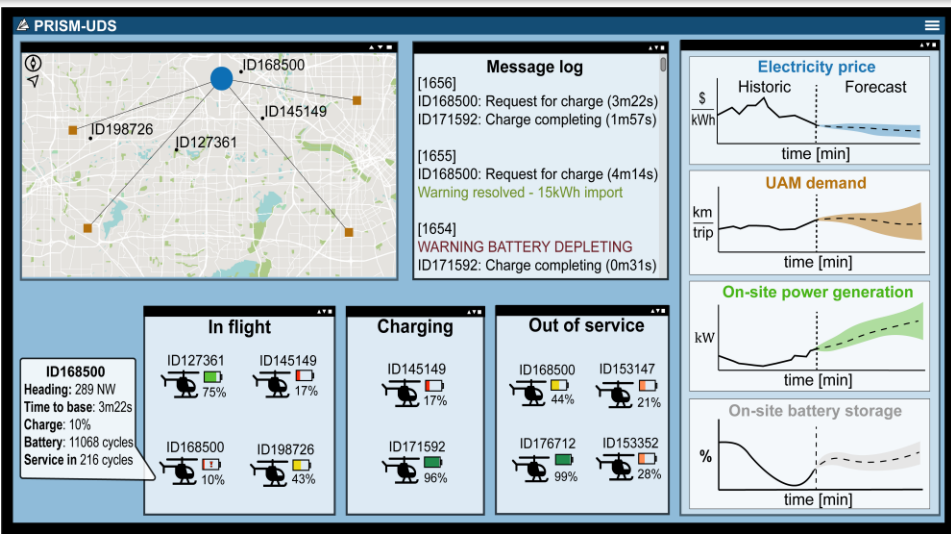 PRISM-UDS
ID168500
ID145149
ID198726
ID127361
Message log
[1656]
ID168500: Request for charge (3m22s)
ID171592: Charge completing (1m57s)
[1655]
ID168500: Request for charge (4m14s)
Warning resolved - 15kWh import
[1654]
WARNING BATTERY DEPLETING
ID171592: Charge completing (0m31s)
Electricity price
Historic
Forecast
$
kWh
time [min]
UAM demand
km
trip
time [min]
On-site power generation
kW
time [min]
On-site battery storage
%
time [min]
In flight
ID127361
75%
ID145149
17%
ID168500
!
10%
ID198726
43%
Charging
ID145149
17%
ID171592
96%
Out of service
ID168500
44%
ID153147
21%
ID176712
99%
ID153352
28%
ID168500
Heading: 289 NW
Time to base: 3m22s
Charge: 10%
Battery: 11068 cycles
Service in 216 cycles